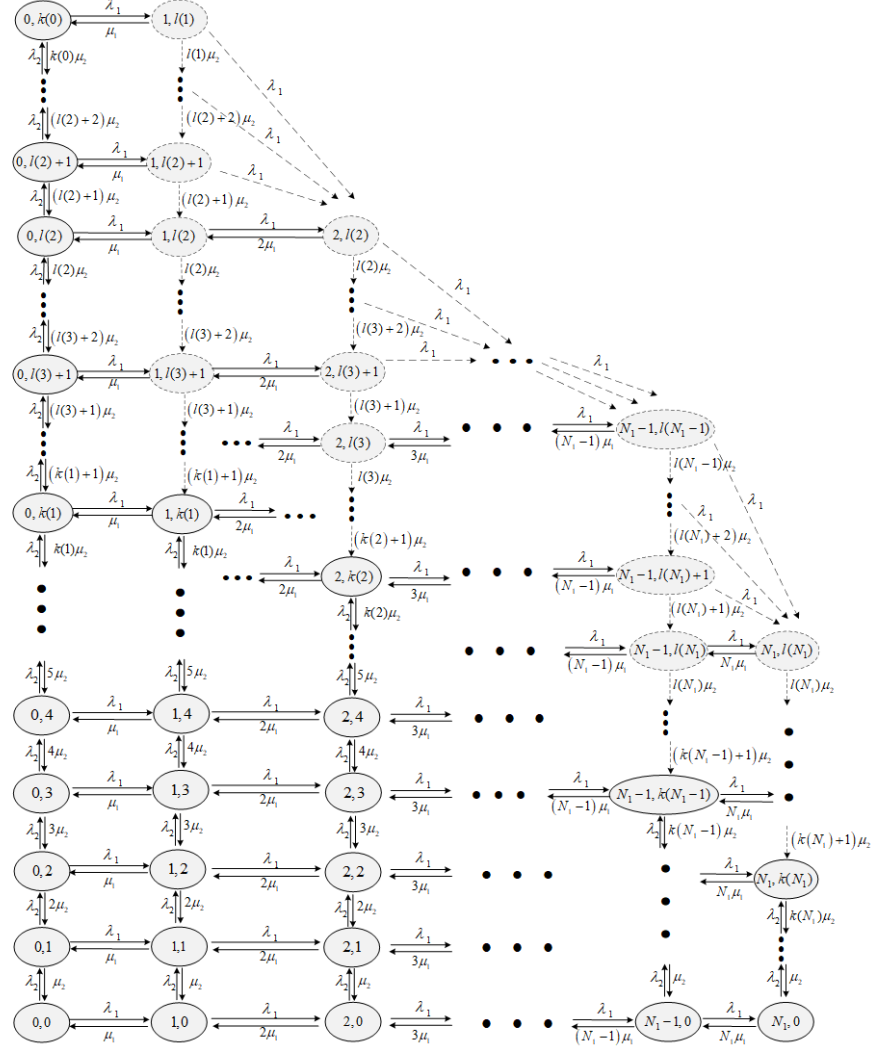 0, k(0) λ₁ μ₁ 1, l(1)
λ₂ k(0)μ₂ l(1)μ₂ λ₁
λ₂ (l(2)+2)μ₂ (l(2)+2)μ₂ λ₁
0, l(2)+1 λ₁ μ₁ 1, l(2)+1 λ₁
λ₂ (l(2)+1)μ₂ (l(2)+1)μ₂
0, l(2) λ₁ μ₁ 1, l(2) λ₁ 2μ₁ 2, l(2)
λ₂ l(2)μ₂ l(2)μ₂ l(2)μ₂ λ₁
λ₂ (l(3)+2)μ₂ (l(3)+2)μ₂ (l(3)+2)μ₂ λ₁
0, l(3)+1 λ₁ μ₁ 1, l(3)+1 λ₁ 2μ₁ 2, l(3)+1 λ₁ ••• λ₁
λ₂ (l(3)+1)μ₂ (l(3)+1)μ₂ (l(3)+1)μ₂
••• λ₁ 2μ₁ 2, l(3) λ₁ 3μ₁ • • • λ₁ (N₁−1)μ₁ N₁−1, l(N₁−1)
λ₂ (k(1)+1)μ₂ (k(1)+1)μ₂ l(3)μ₂ l(N₁−1)μ₂
0, k(1) λ₁ μ₁ 1, k(1) λ₁ 2μ₁ ••• λ₁ λ₁
λ₂ k(1)μ₂ λ₂ k(1)μ₂ (k(2)+1)μ₂ (l(N₁)+2)μ₂
••• λ₁ 2μ₁ 2, k(2) λ₁ 3μ₁ • • • λ₁ (N₁−1)μ₁ N₁−1, l(N₁)+1 λ₁
λ₂ k(2)μ₂ (l(N₁)+1)μ₂
• • • λ₁ (N₁−1)μ₁ N₁−1, l(N₁) λ₁ N₁μ₁ N₁, l(N₁)
λ₂ 5μ₂ λ₂ 5μ₂ λ₂ 5μ₂ l(N₁)μ₂ l(N₁)μ₂
0, 4 λ₁ μ₁ 1, 4 λ₁ 2μ₁ 2, 4 λ₁ 3μ₁ • • •
λ₂ 4μ₂ λ₂ 4μ₂ λ₂ 4μ₂ (k(N₁−1)+1)μ₂
0, 3 λ₁ μ₁ 1, 3 λ₁ 2μ₁ 2, 3 λ₁ 3μ₁ • • • λ₁ (N₁−1)μ₁ N₁−1, k(N₁−1) λ₁ N₁μ₁
λ₂ 3μ₂ λ₂ 3μ₂ λ₂ 3μ₂ λ₂ k(N₁−1)μ₂ (k(N₁)+1)μ₂
0, 2 λ₁ μ₁ 1, 2 λ₁ 2μ₁ 2, 2 λ₁ 3μ₁ • • • λ₁ N₁μ₁ N₁, k(N₁)
λ₂ 2μ₂ λ₂ 2μ₂ λ₂ 2μ₂ λ₂ k(N₁)μ₂
0, 1 λ₁ μ₁ 1, 1 λ₁ 2μ₁ 2, 1 λ₁ 3μ₁ • • •
λ₂ μ₂ λ₂ μ₂ λ₂ μ₂ λ₂ μ₂ λ₂ μ₂
0, 0 λ₁ μ₁ 1, 0 λ₁ 2μ₁ 2, 0 λ₁ 3μ₁ • • • λ₁ (N₁−1)μ₁ N₁−1, 0 λ₁ N₁μ₁ N₁, 0